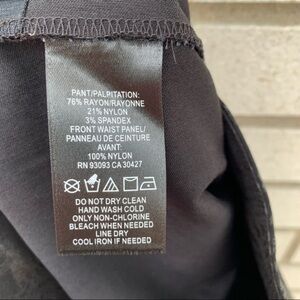 PANT/PALPITATION:
76% RAYON/RAYONNE
21% NYLON
3% SPANDEX
FRONT WAIST PANEL/
PANNEAU DE CEINTURE
AVANT:
100% NYLON
RN 93093 CA 30427
DO NOT DRY CLEAN
HAND WASH COLD
ONLY NON-CHLORINE
BLEACH WHEN NEEDED
LINE DRY
COOL IRON IF NEEDED